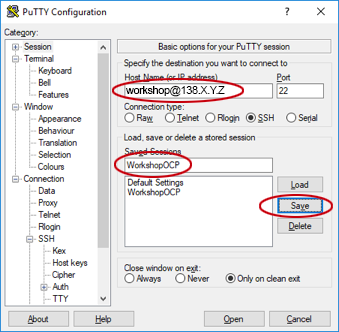 PuTTY Configuration
Category:
Session
Terminal
Keyboard
Bell
Features
Window
Appearance
Behaviour
Translation
Selection
Colours
Connection
Data
Proxy
Telnet
Rlogin
SSH
Kex
Host keys
Cipher
Auth
TTY
Basic options for your PuTTY session
Specify the destination you want to connect to
Host Name (or IP address) Port
workshop@138.X.Y.Z 22
Connection type:
Raw Telnet Rlogin SSH Serial
Load, save or delete a stored session
Saved Sessions
WorkshopOCP
Default Settings
WorkshopOCP
Load
Save
Delete
Close window on exit:
Always Never Only on clean exit
About Help Open Cancel